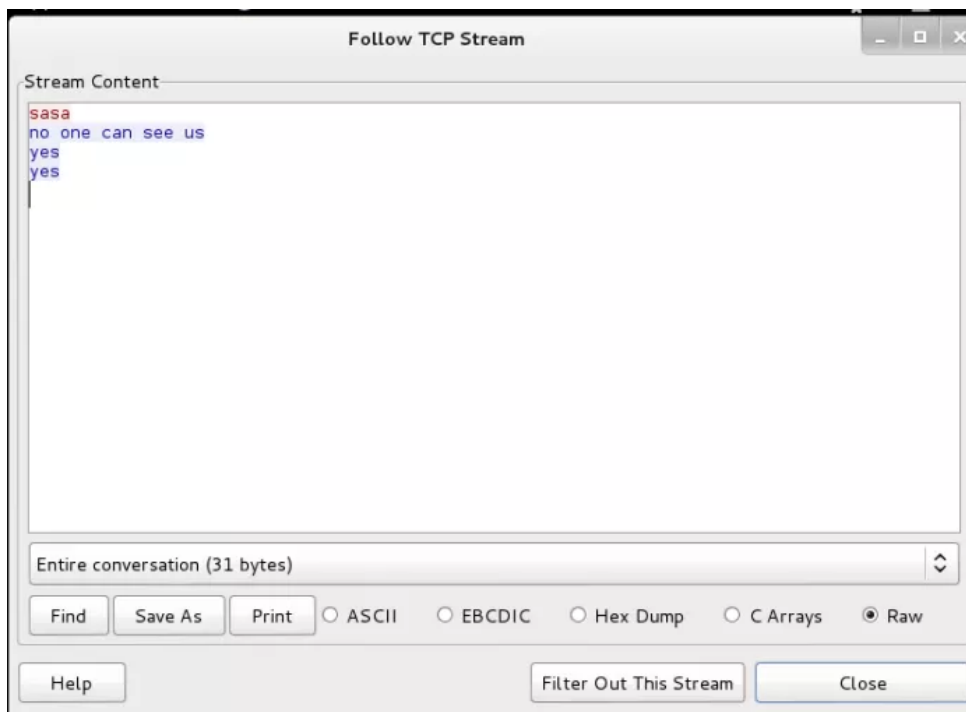 Follow TCP Stream
Stream Content
sasa
no one can see us
yes
yes
Entire conversation (31 bytes)
Find Save As Print ASCII EBCDIC Hex Dump C Arrays Raw
Help Filter Out This Stream Close